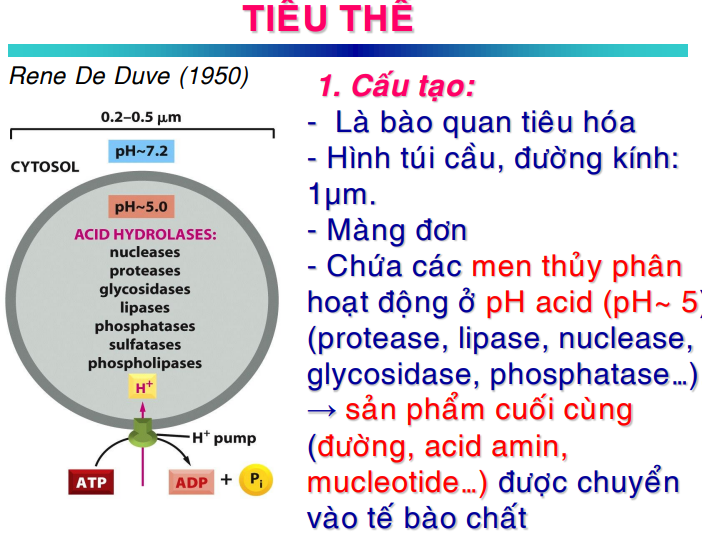 TIÊU THÊ
Rene De Duve (1950)
0.2–0.5 μm
pH~7.2
CYTOSOL
pH~5.0
ACID HYDROLASES:
nucleases
proteases
glycosidases
lipases
phosphatases
sulfatases
phospholipases
H+
H+ pump
ATP
ADP
+
Pi
1. Cấu tạo:
- Là bào quan tiêu hóa
- Hình túi cầu, đường kính:
1μm.
- Màng đơn
- Chứa các men thủy phân
hoạt động ở pH acid (pH~ 5)
(protease, lipase, nuclease,
glycosidase, phosphatase…)
→ sản phẩm cuối cùng
(đường, acid amin,
mucleotide…) được chuyển
vào tế bào chất